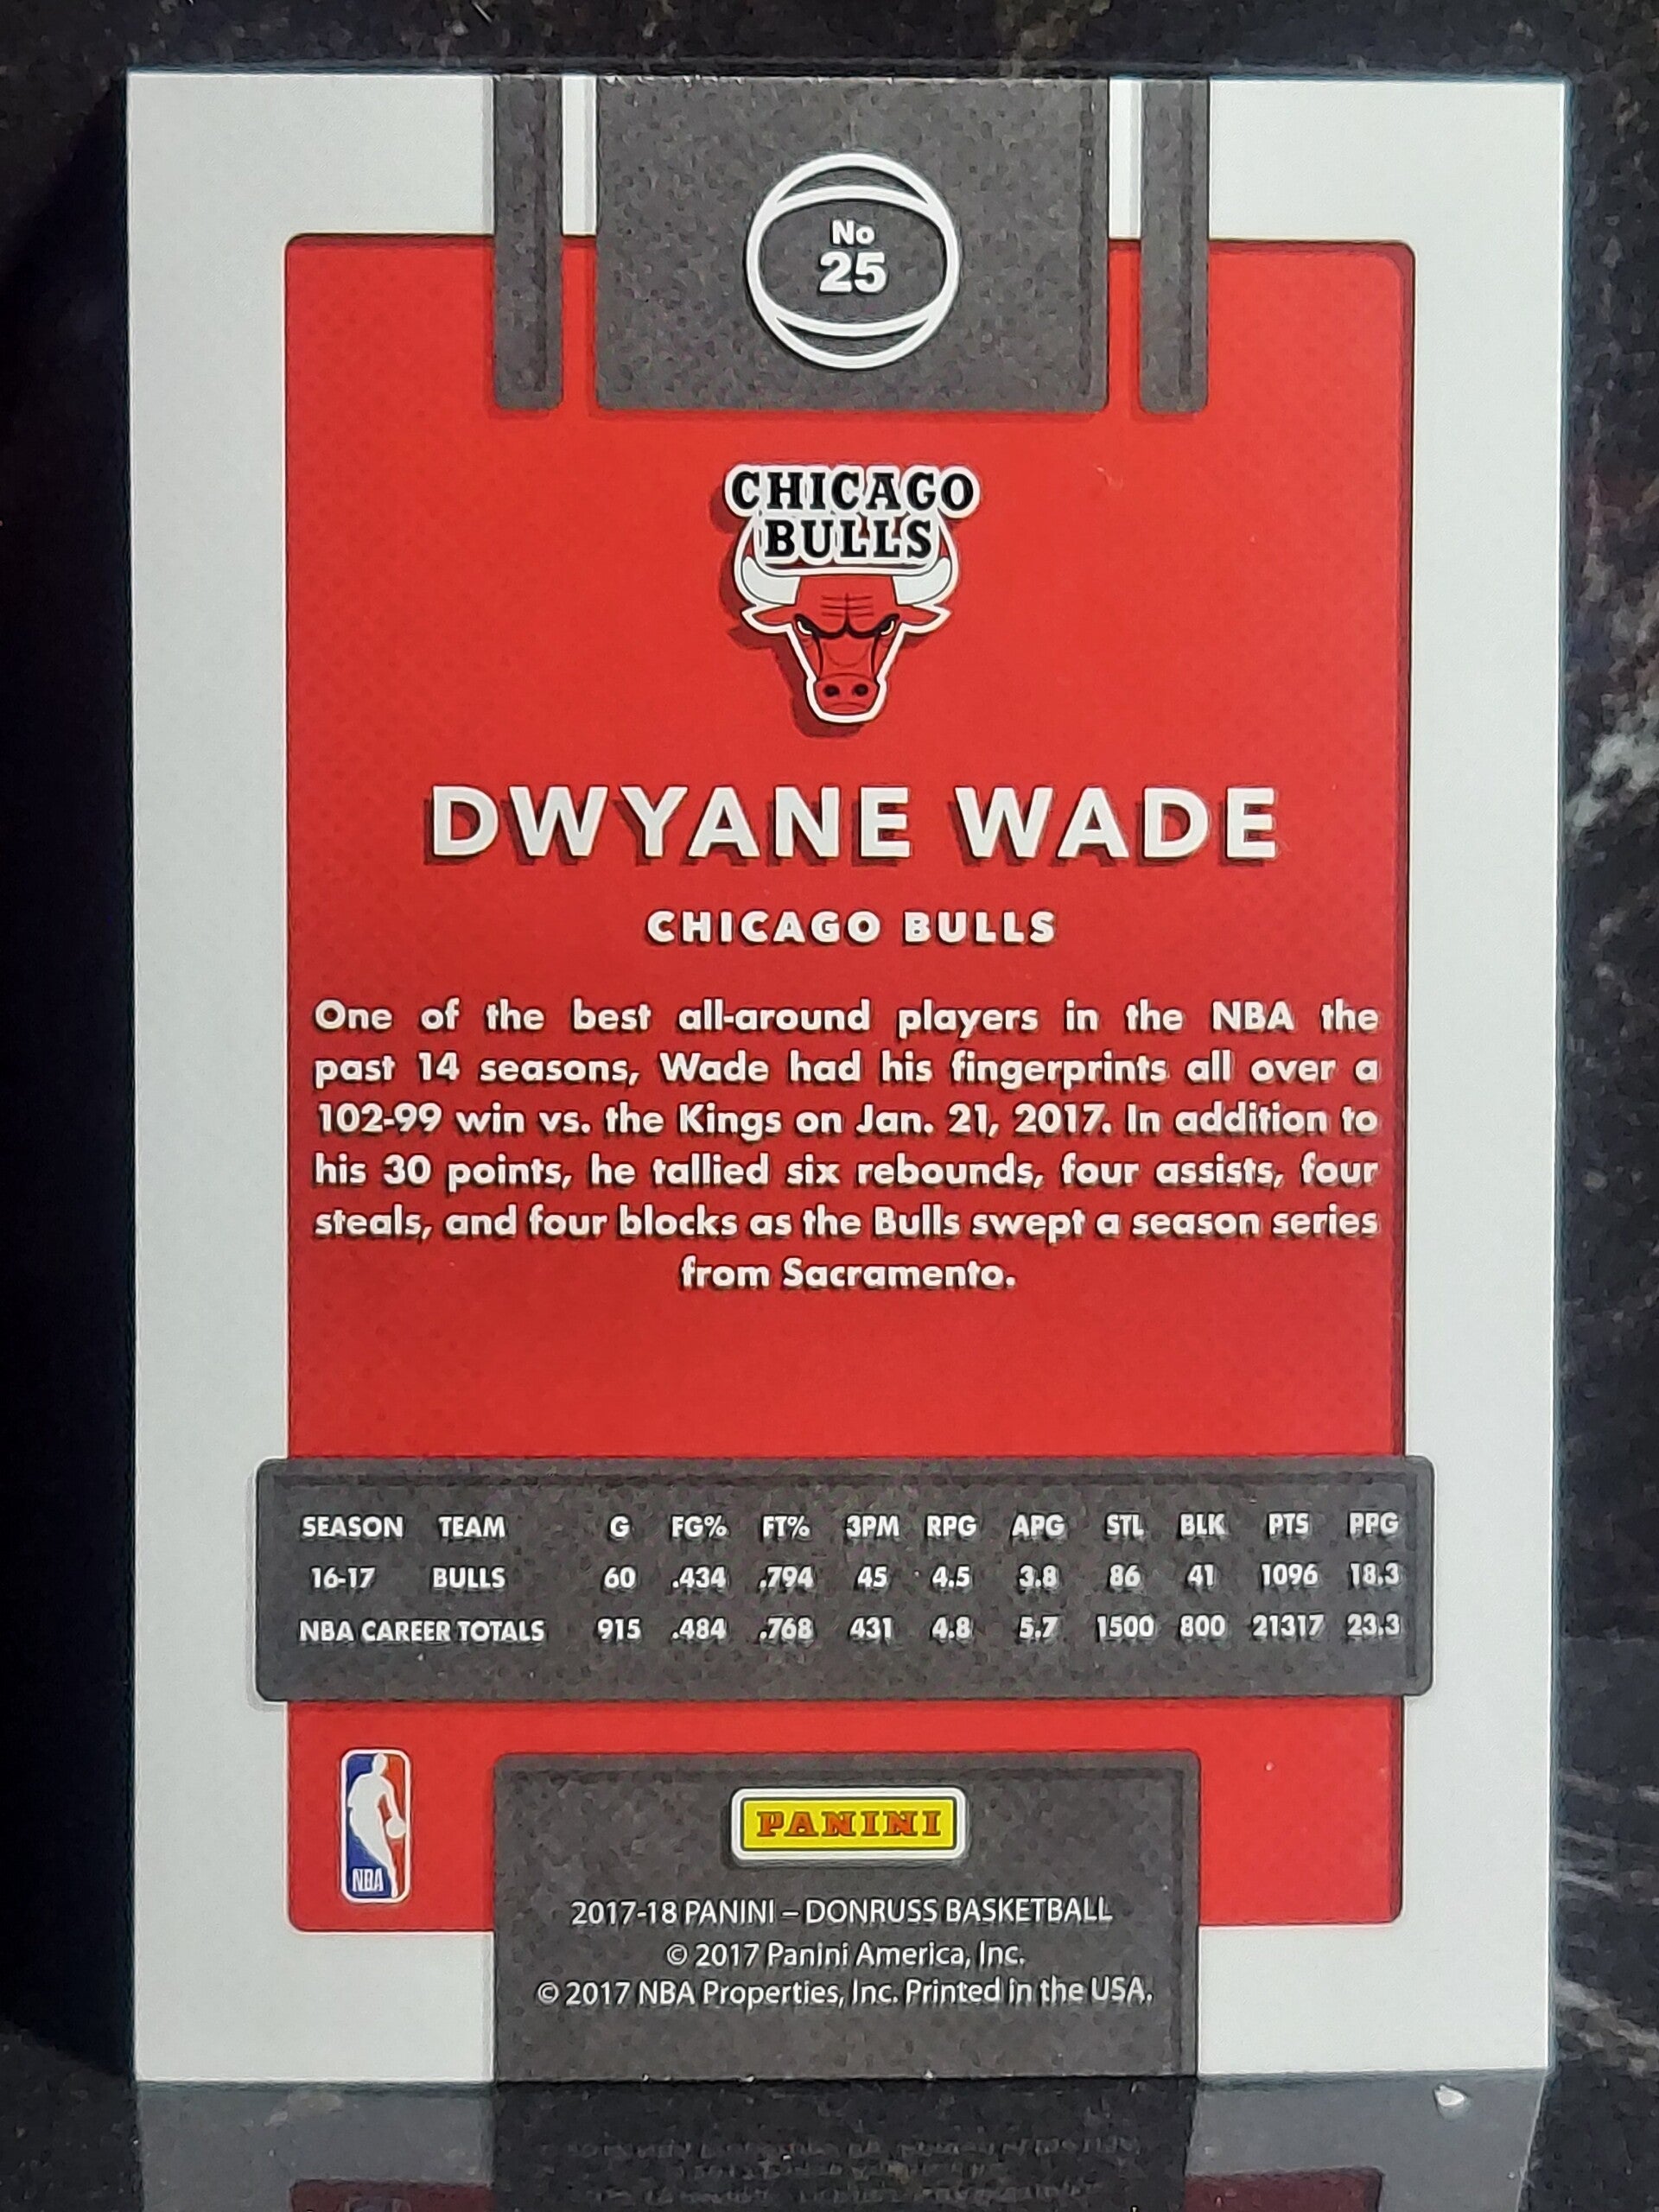 No
25
CHICAGO
BULLS
DWYANE WADE
CHICAGO BULLS
One of the best all-around players in the NBA the
past 14 seasons, Wade had his fingerprints all over a
102-99 win vs. the Kings on Jan. 21, 2017. In addition to
his 30 points, he tallied six rebounds, four assists, four
steals, and four blocks as the Bulls swept a season series
from Sacramento.
SEASON TEAM G FG% FT% 3PM RPG APG STL BLK PTS PPG
16-17 BULLS 60 .434 .794 45 4.5 3.8 86 41 1096 18.3
NBA CAREER TOTALS 915 .484 .768 431 4.8 5.7 1500 800 21317 23.3
NBA
PANINI
2017-18 PANINI – DONRUSS BASKETBALL
© 2017 Panini America, Inc.
© 2017 NBA Properties, Inc. Printed in the USA.